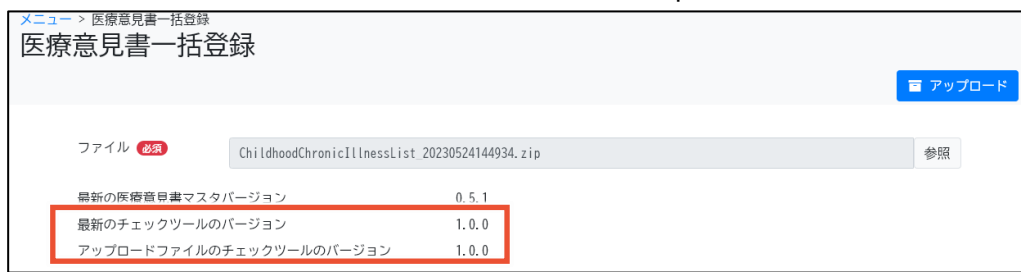 メニュー > 医療意見書一括登録
医療意見書一括登録
アップロード
ファイル 必須 ChildhoodChronicIllnessList_20230524144934.zip 参照
最新の医療意見書マスタバージョン 0.5.1
最新のチェックツールのバージョン 1.0.0
アップロードファイルのチェックツールのバージョン 1.0.0